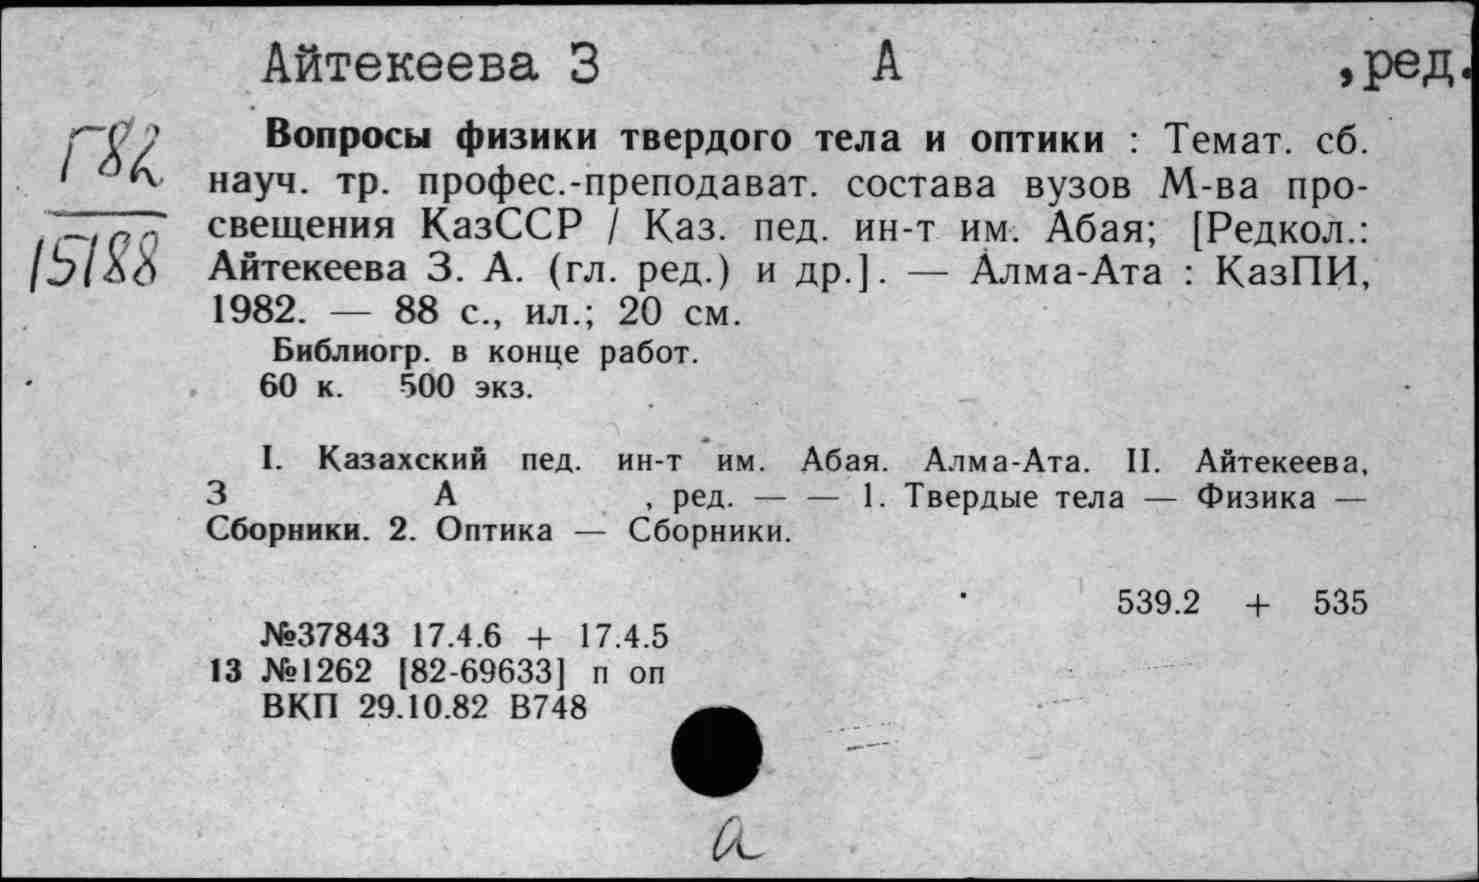 Айтекеева З А ,ред.
Г82
15188
Вопросы физики твердого тела и оптики : Темат. сб.
науч. тр. профес.-преподават. состава вузов М-ва про-
свещения КазССР / Каз. пед. ин-т им. Абая; [Редкол.:
Айтекеева З. А. (гл. ред.) и др.]. — Алма-Ата : КазПИ,
1982. — 88 с., ил.; 20 см.
Библиогр. в конце работ.
60 к. 500 экз.
I. Казахский пед. ин-т им. Абая. Алма-Ата. II. Айтекеева,
З А , ред. — — 1. Твердые тела — Физика —
Сборники. 2. Оптика — Сборники.
539.2 + 535
№37843 17.4.6 + 17.4.5
13 №1262 [82-69633] п оп
ВКП 29.10.82 В748
а